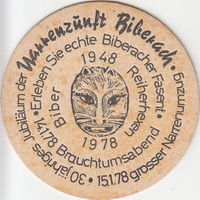 30 jähriges Jubiläum der Narrenzunft Biberach
Erleben Sie echte Biberacher Fasent
14.1.78 Brauchtumsabend
15.1.78 grosser Narrenumzug
Biber
1948
Reiherhexen
1978